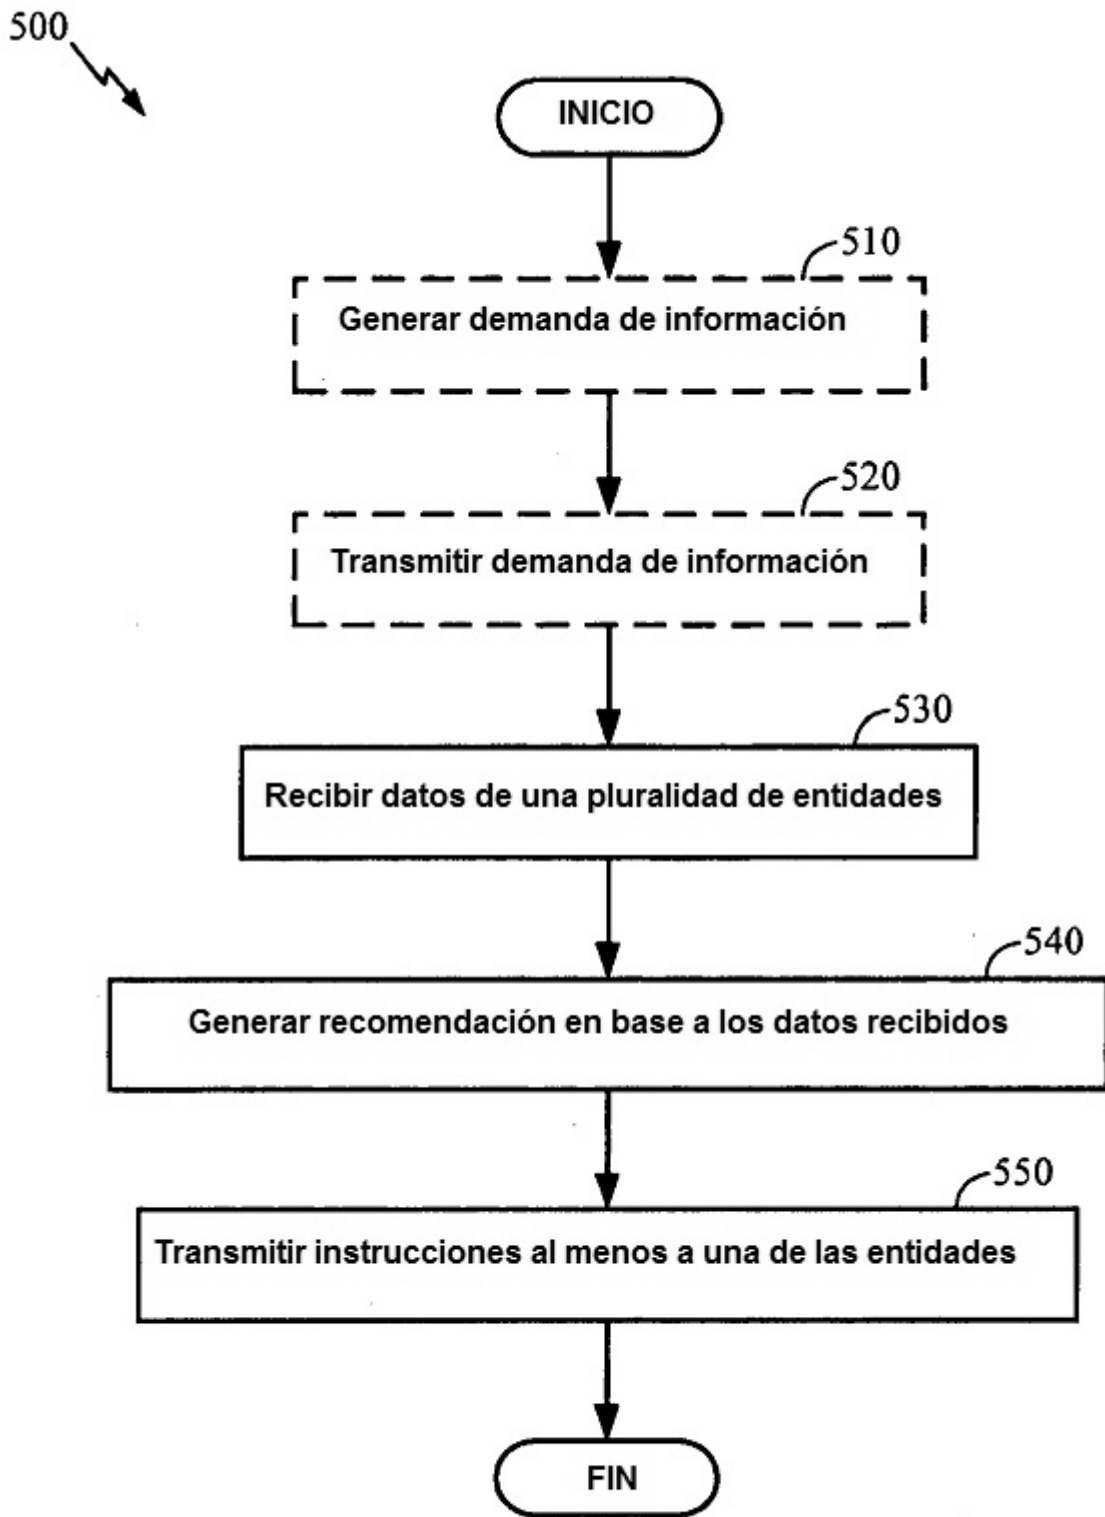 500
INICIO
510
Generar demanda de información
520
Transmitir demanda de información
530
Recibir datos de una pluralidad de entidades
540
Generar recomendación en base a los datos recibidos
550
Transmitir instrucciones al menos a una de las entidades
FIN